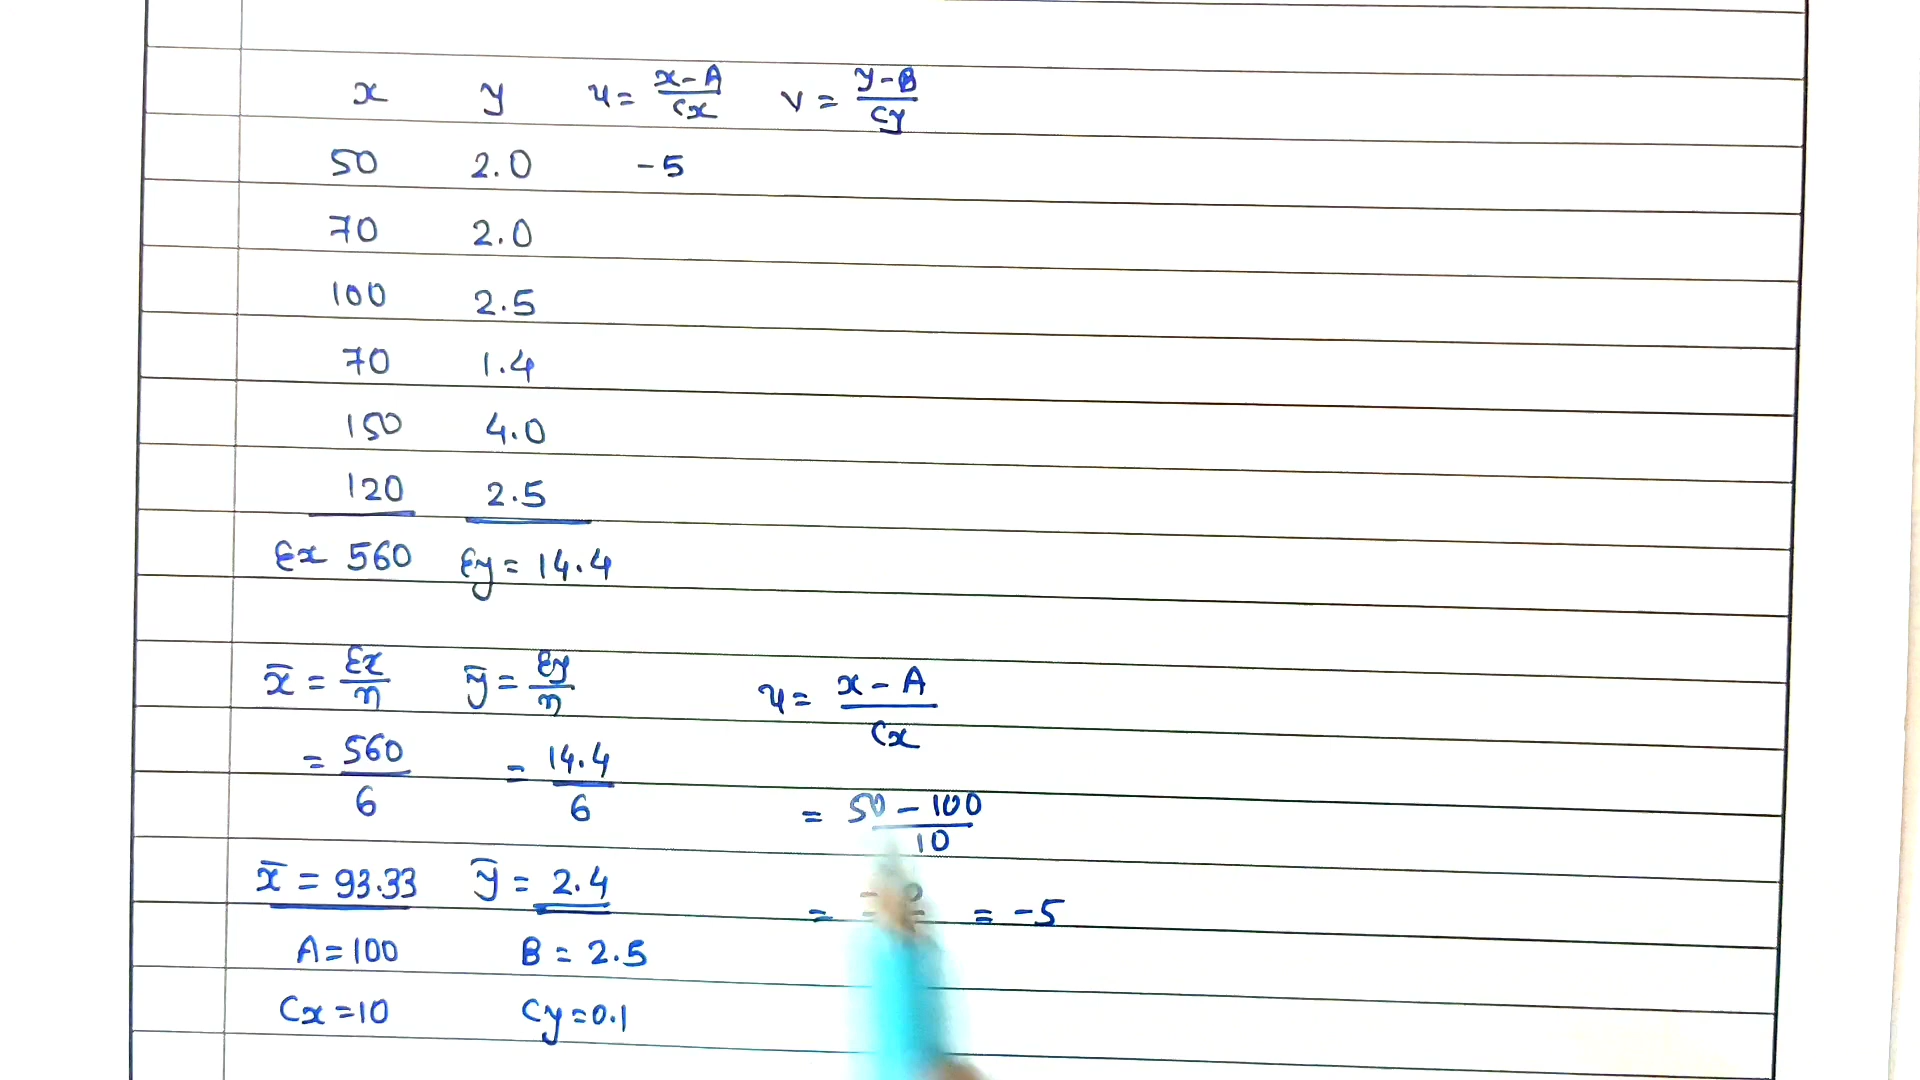 x y u = x-A/Cx v = y-B/Cy
50 2.0 -5
70 2.0
100 2.5
70 1.4
150 4.0
120 2.5
Σx 560 Σy = 14.4
x̄ = Σx/n ȳ = Σy/n u = x - A/Cx
= 560/6 = 14.4/6 = 50 - 100/10
x̄ = 93.33 ȳ = 2.4 = = -5
A = 100 B = 2.5
Cx = 10 Cy = 0.1